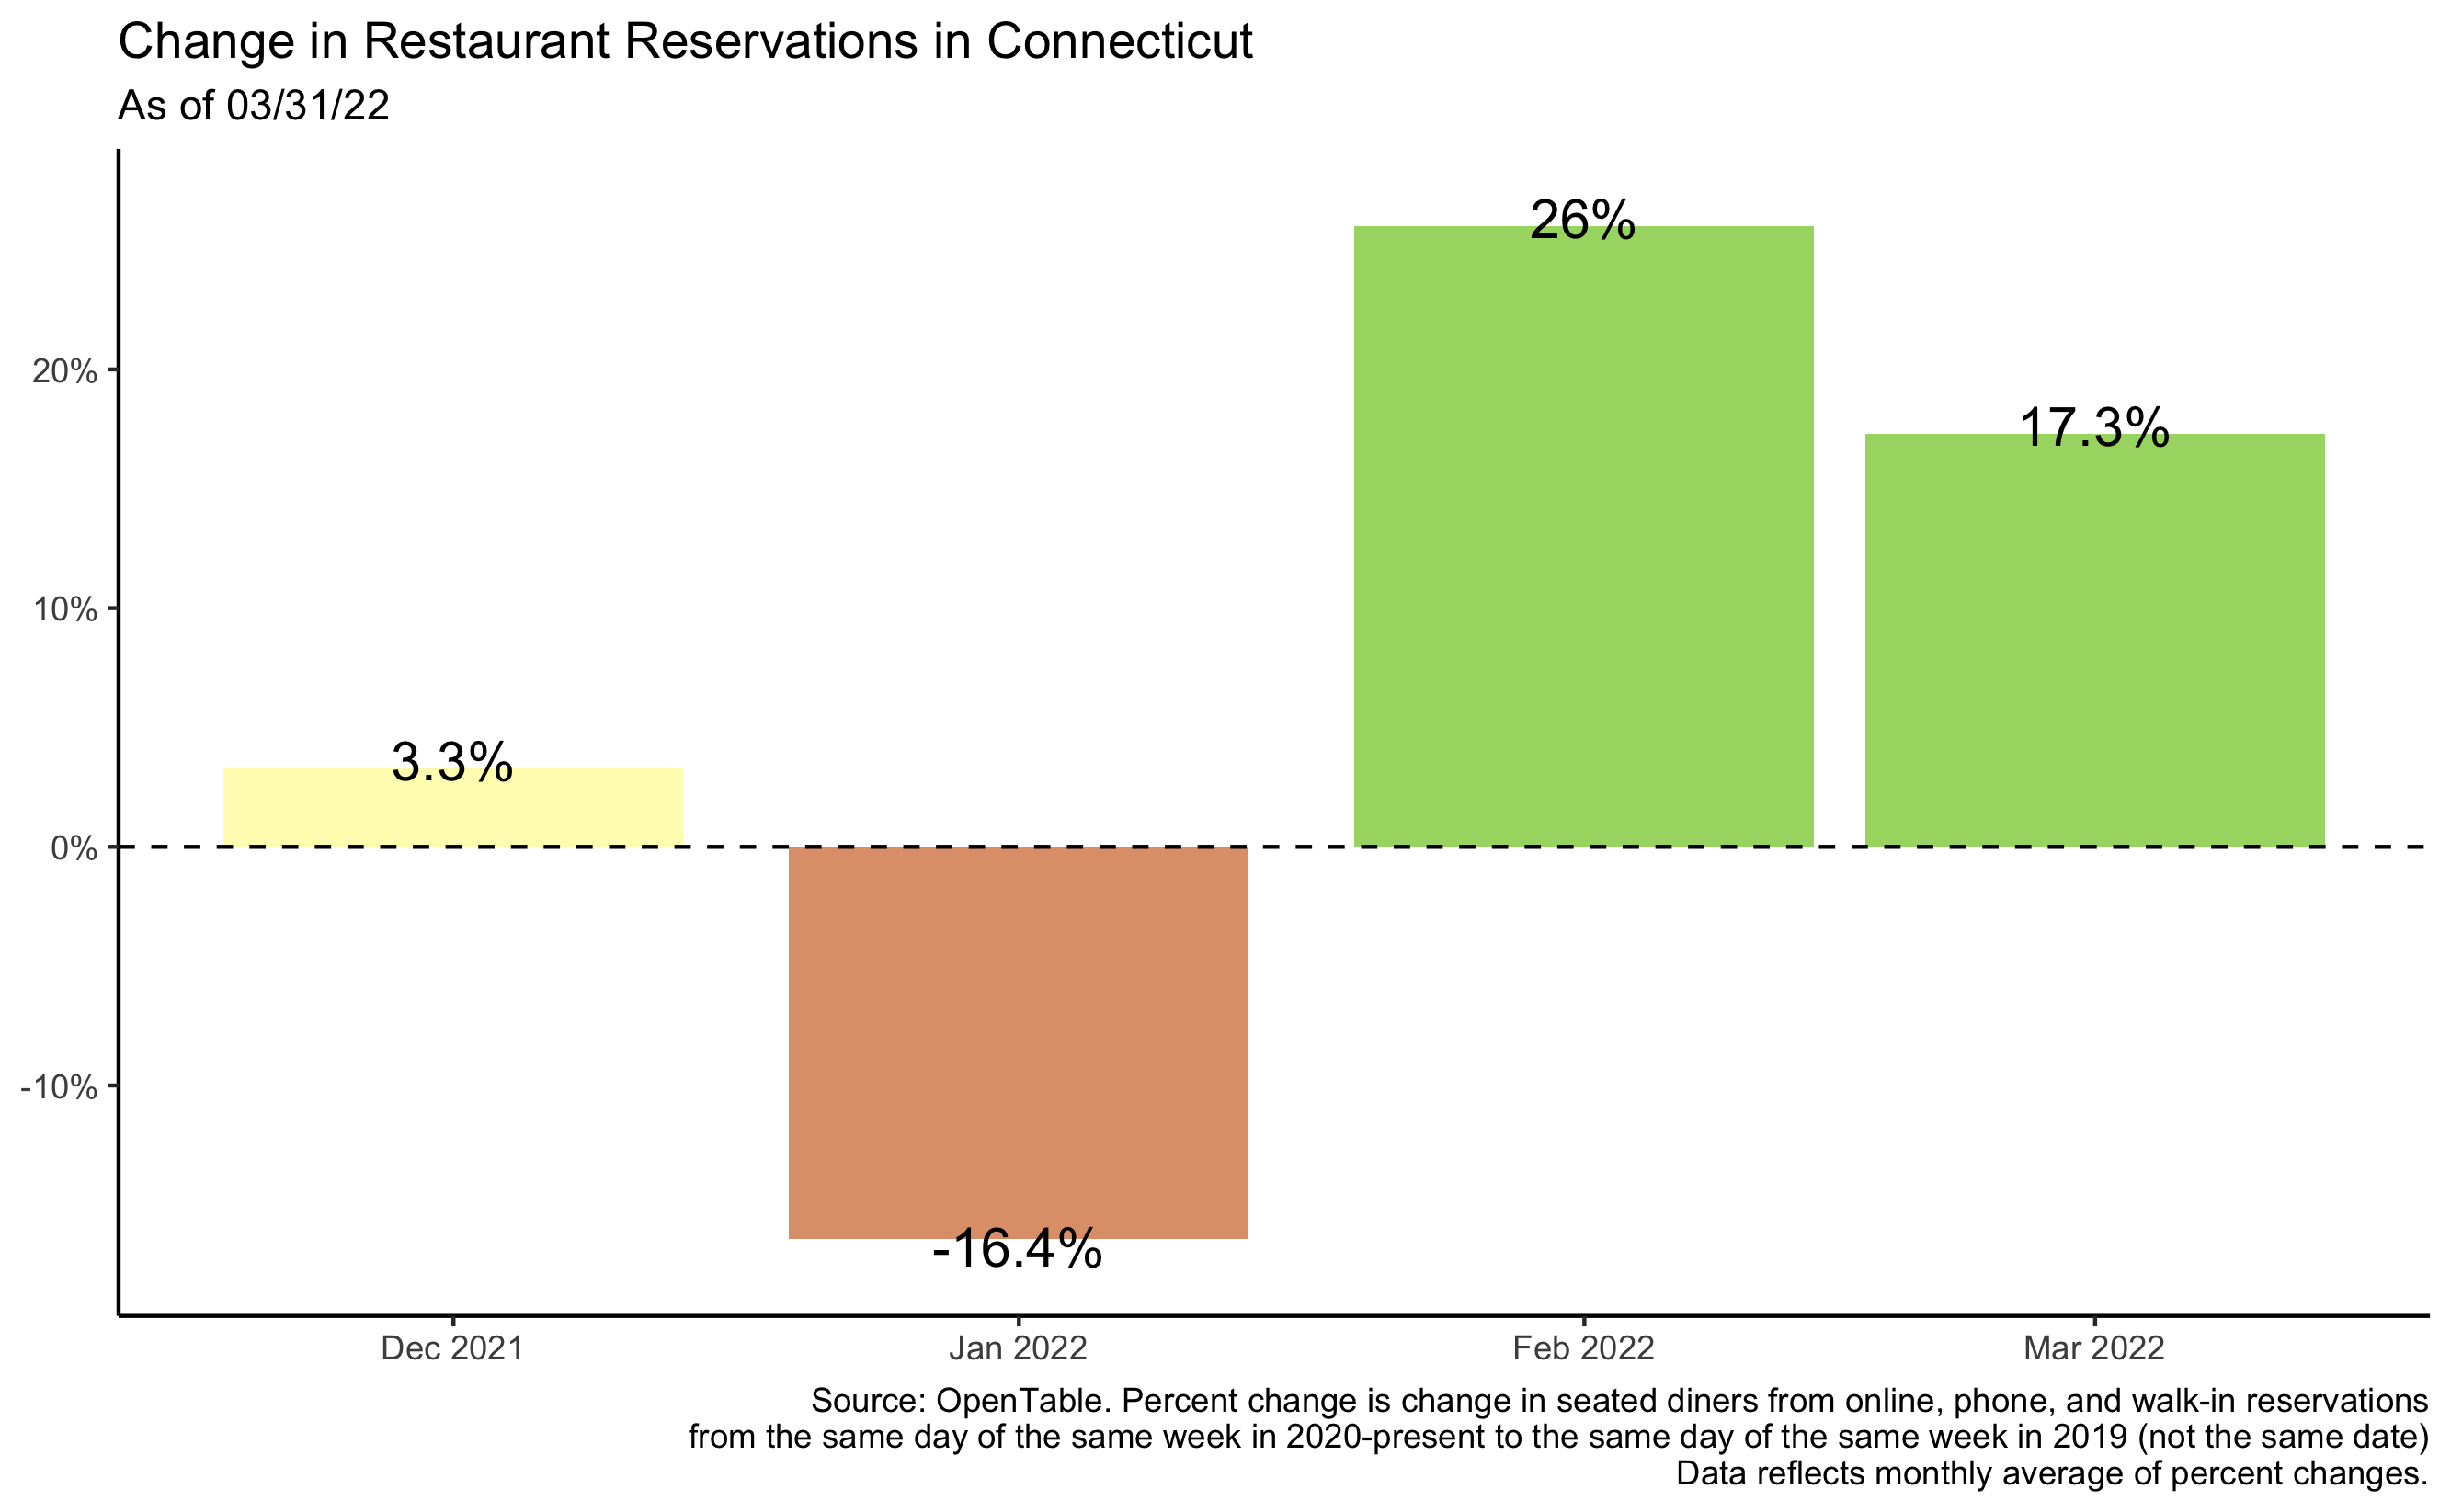 Change in Restaurant Reservations in Connecticut
As of 03/31/22
26%
20%
17.3%
10%
3.3%
0%
-10%
-16.4%
Dec 2021 Jan 2022 Feb 2022 Mar 2022
Source: OpenTable. Percent change is change in seated diners from online, phone, and walk-in reservations
from the same day of the same week in 2020-present to the same day of the same week in 2019 (not the same date)
Data reflects monthly average of percent changes.